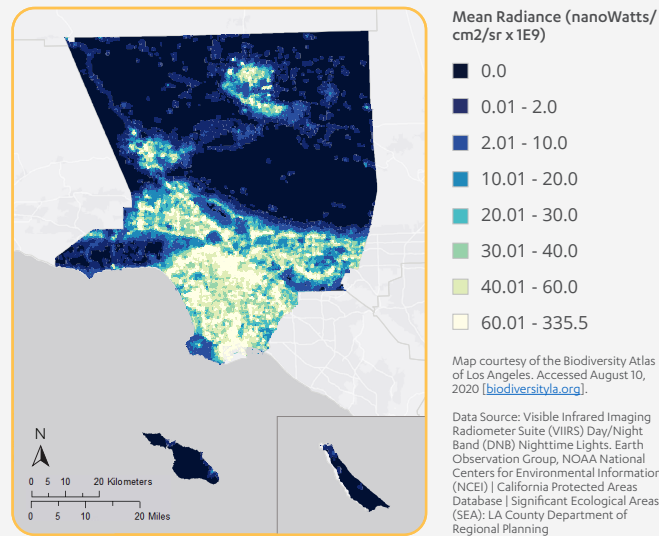 Mean Radiance (nanoWatts/
cm2/sr x 1E9)
0.0
0.01 - 2.0
2.01 - 10.0
10.01 - 20.0
20.01 - 30.0
30.01 - 40.0
40.01 - 60.0
60.01 - 335.5
Map courtesy of the Biodiversity Atlas
of Los Angeles. Accessed August 10,
2020 [biodiversityla.org].
Data Source: Visible Infrared Imaging
Radiometer Suite (VIIRS) Day/Night
Band (DNB) Nighttime Lights. Earth
Observation Group, NOAA National
Centers for Environmental Information
(NCEI) | California Protected Areas
Database | Significant Ecological Areas
(SEA): LA County Department of
Regional Planning
N
0 5 10 20 Kilometers
0 5 10 20 Miles